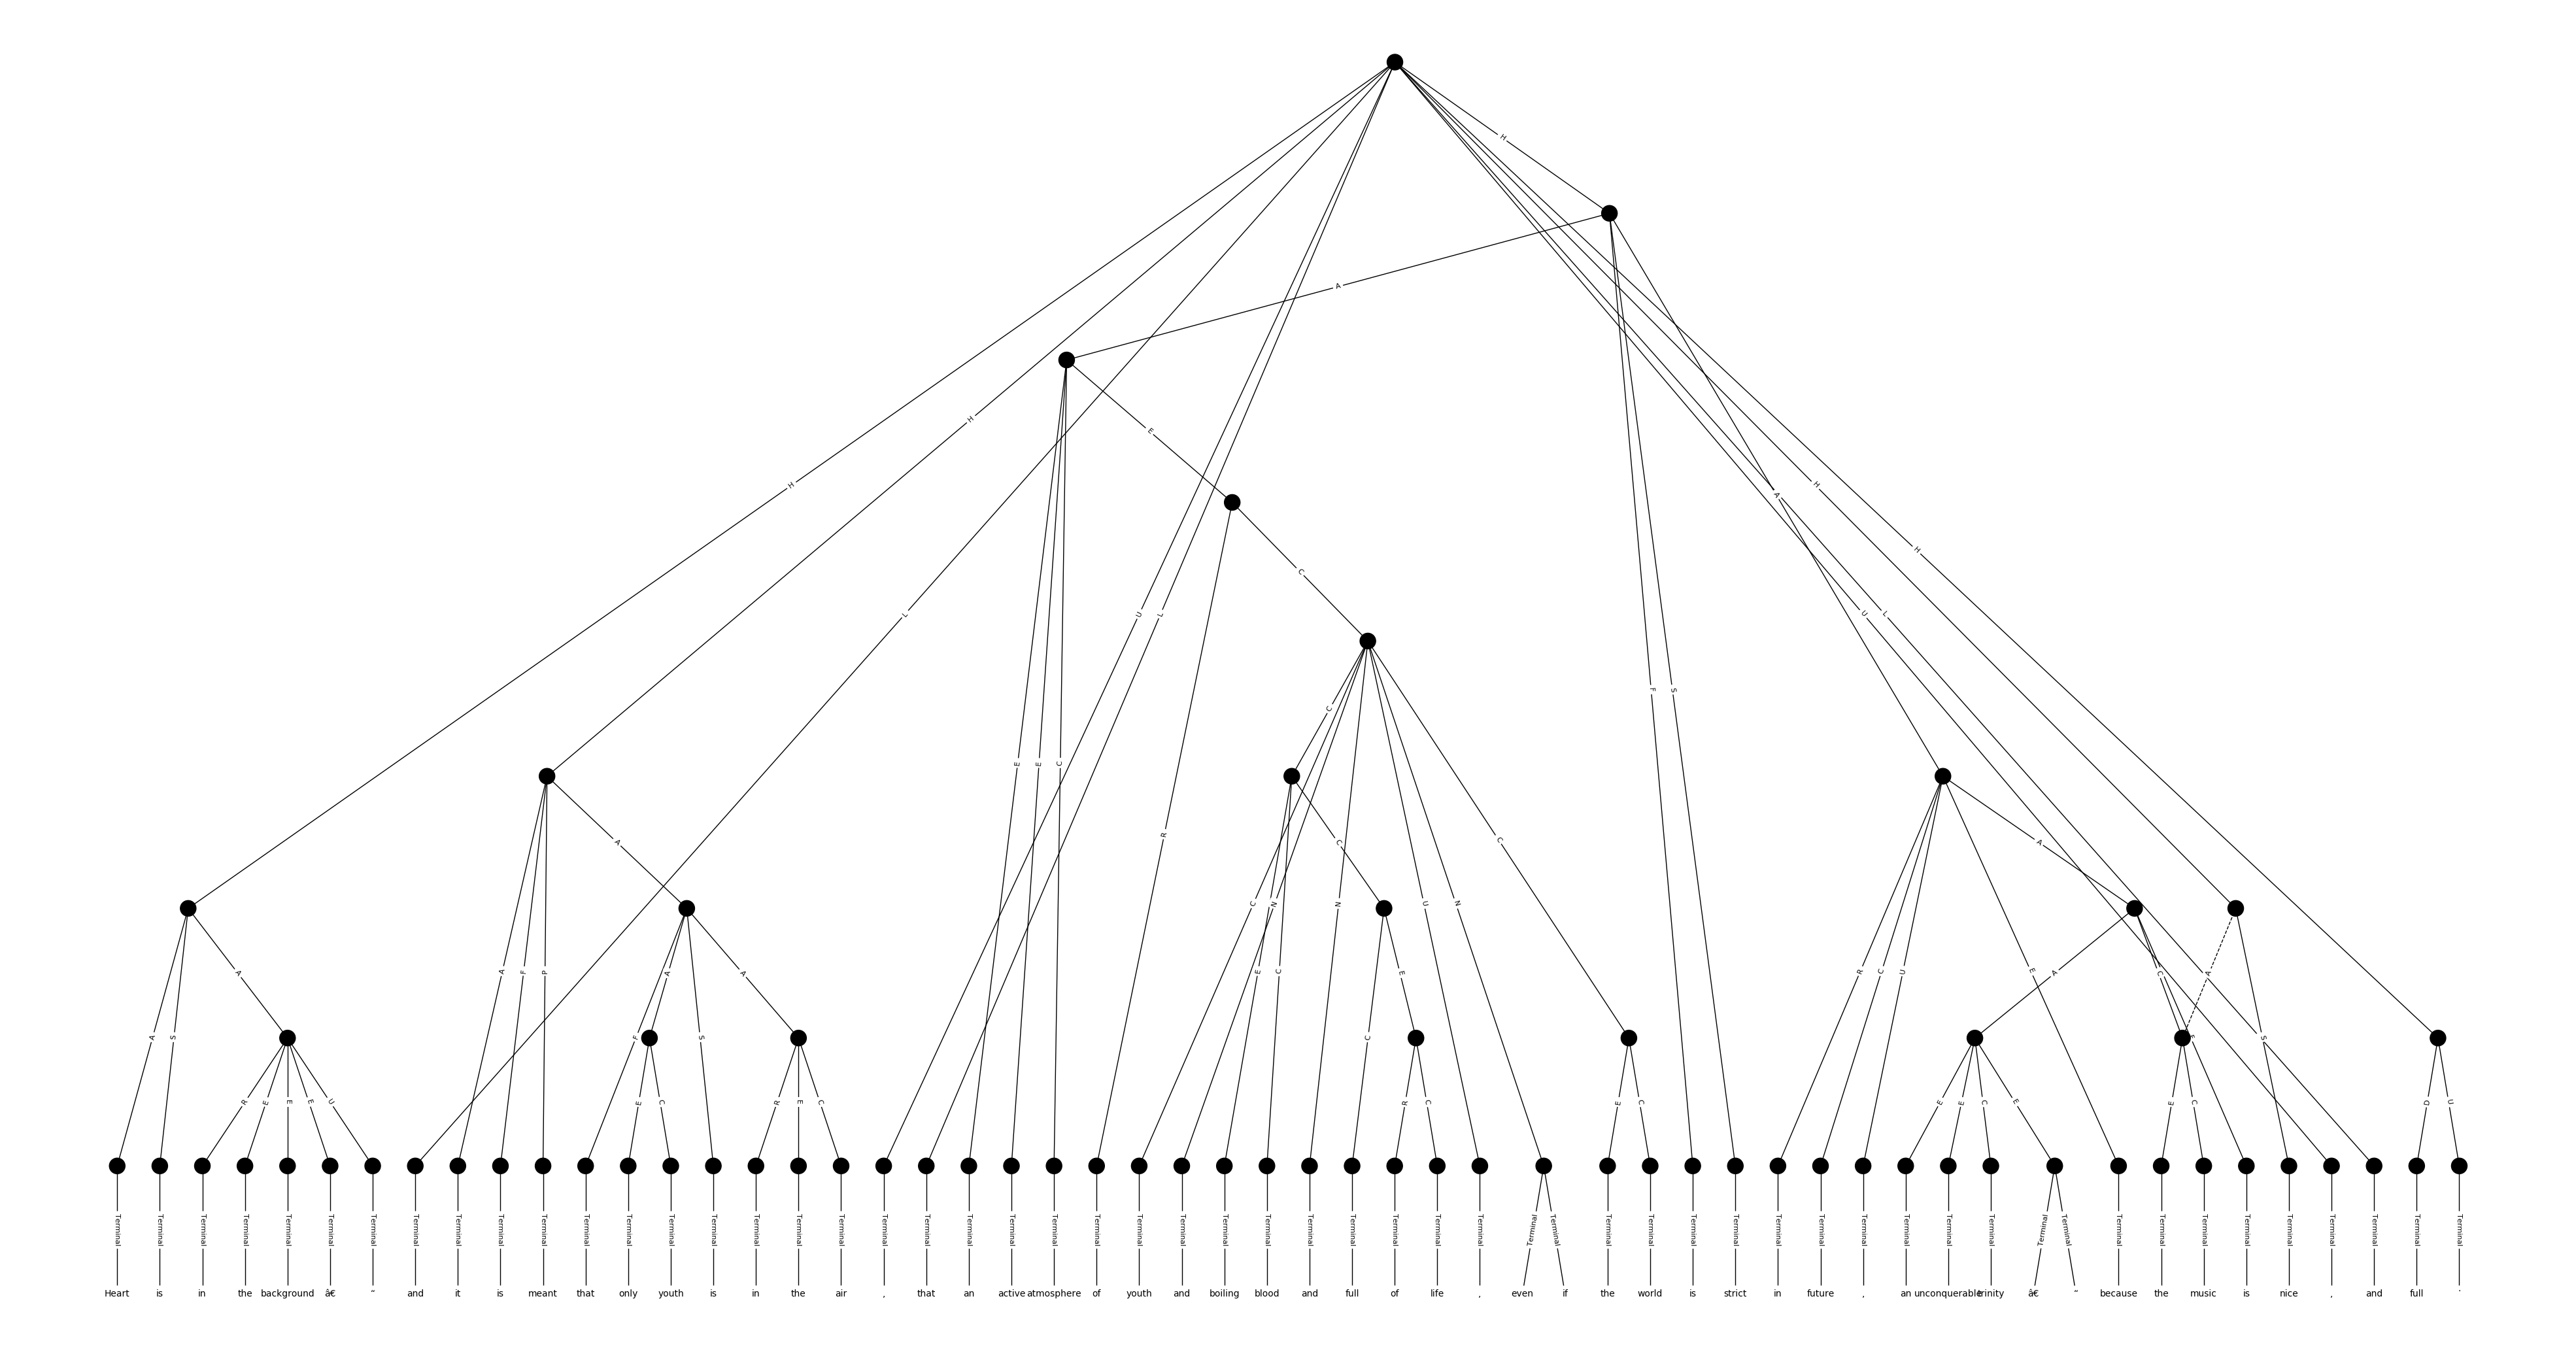 H
A
H
E
H
C
A
H
H
L
U
L
U
L
C
F
S
E
E
C
R
C
A
C
A
A
F
P
A
A
C
N
E
C
N
C
E
U
N
R
C
U
E
A
C
A
A
S
A
S
F
E
S
E
C
R
E
E
E
U
E
C
R
E
C
R
C
E
C
E
E
C
E
E
C
D
U
Terminal Terminal Terminal Terminal Terminal Terminal Terminal Terminal Terminal Terminal Terminal Terminal Terminal Terminal Terminal Terminal Terminal Terminal Terminal Terminal Terminal Terminal Terminal Terminal Terminal Terminal Terminal Terminal Terminal Terminal Terminal Terminal Terminal Terminal Terminal Terminal Terminal Terminal Terminal Terminal Terminal Terminal Terminal Terminal Terminal Terminal Terminal Terminal Terminal Terminal Terminal Terminal Terminal Terminal Terminal Terminal
Heart is in the background â€ “ and it is meant that only youth is in the air , that an active atmosphere of youth and boiling blood and full of life , even if the world is strict in future , an unconquerable trinity â€ “ because the music is nice , and full .